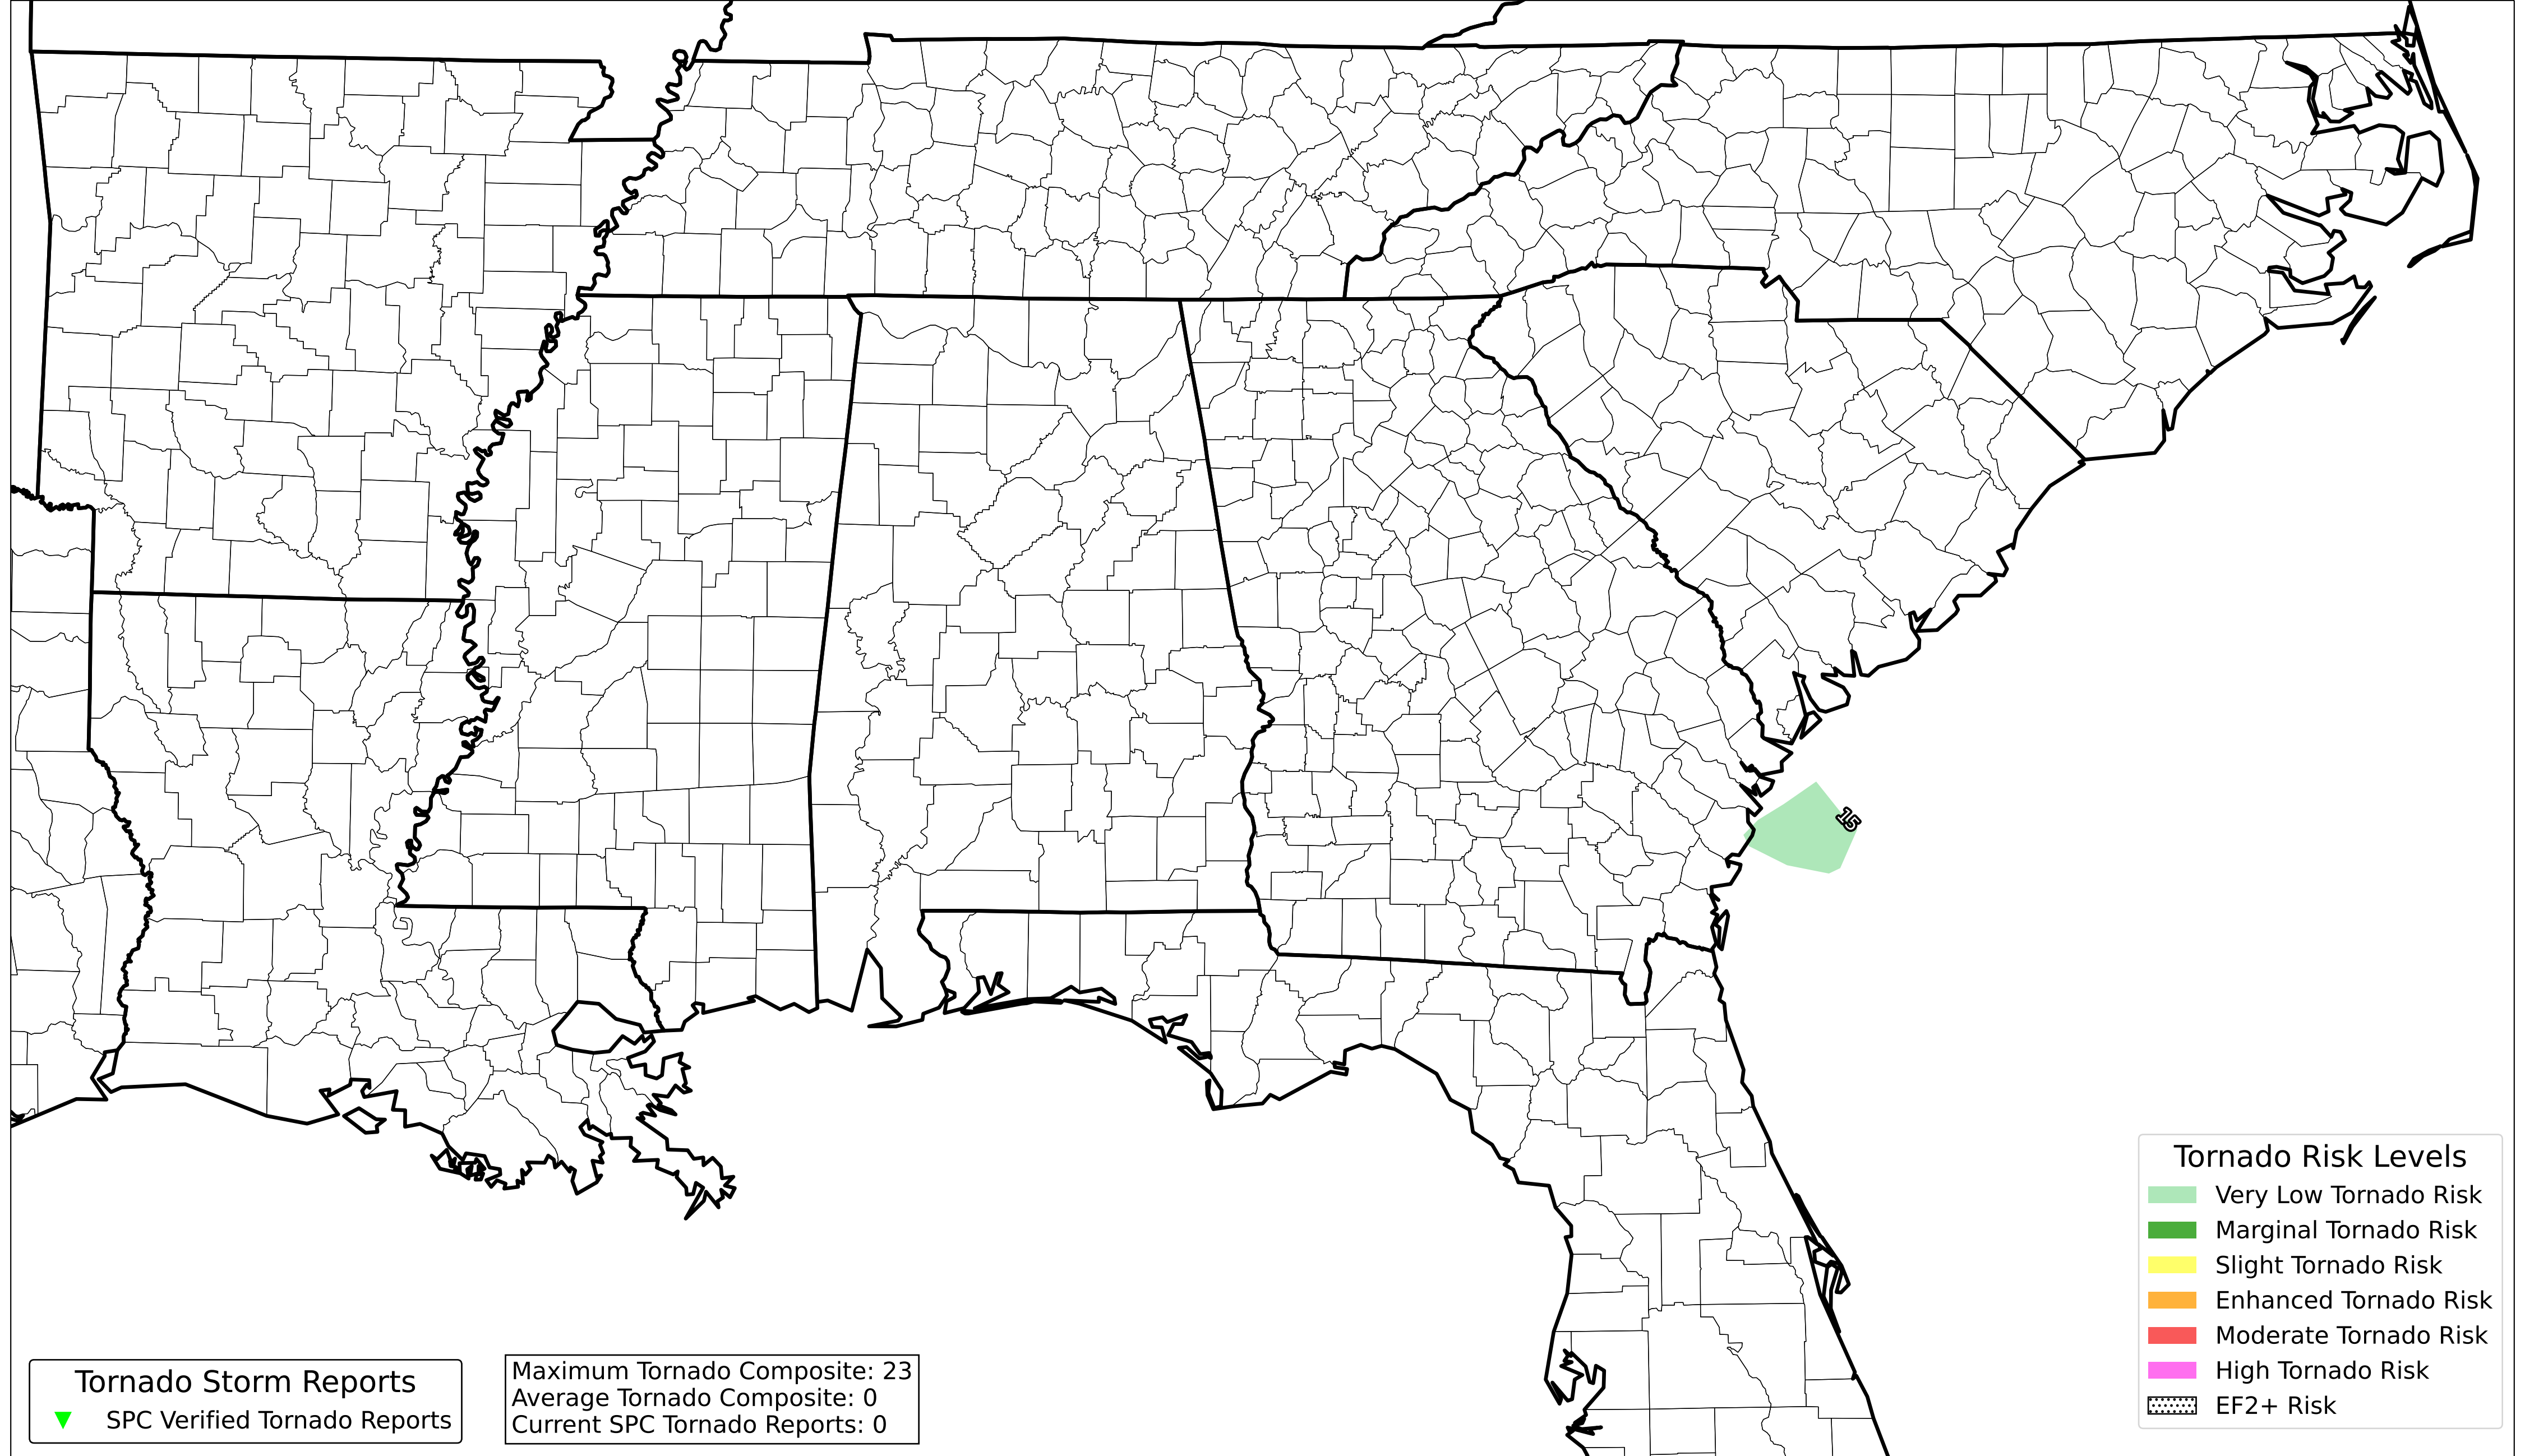 15
Tornado Risk Levels
Very Low Tornado Risk
Marginal Tornado Risk
Slight Tornado Risk
Enhanced Tornado Risk
Moderate Tornado Risk
High Tornado Risk
EF2+ Risk
Tornado Storm Reports
SPC Verified Tornado Reports
Maximum Tornado Composite: 23
Average Tornado Composite: 0
Current SPC Tornado Reports: 0